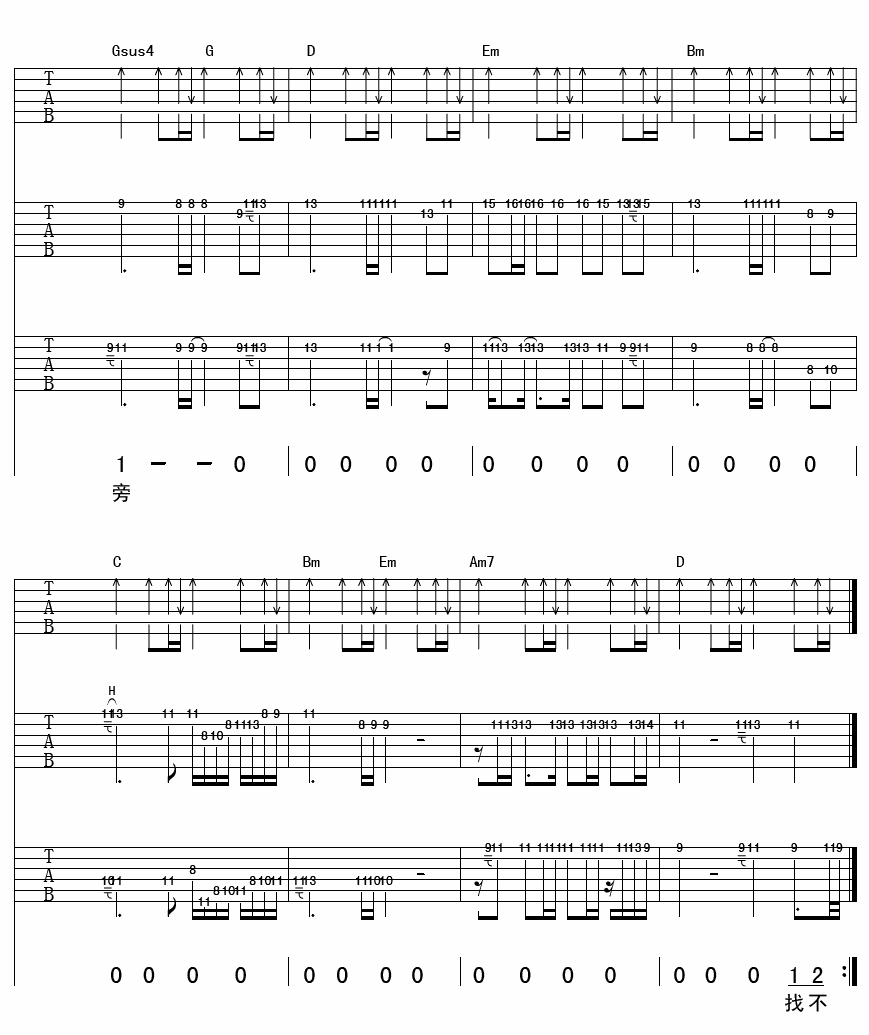 Gsus4 G D Em Bm
T
A
B
9 8 8 8 9 11 13 13 11 11 11 13 11 15 16 16 16 16 16 15 13 13 15 13 11 11 11 8 9
T
A
B
9 11 9 9 9 9 11 13 13 11 1 1 9 11 13 13 13 13 13 11 9 9 11 9 8 8 8 8 10
T
A
B
1 - - 0 0 0 0 0 0 0 0 0 0 0 0 0
旁
C Bm Em Am7 D
T
A
B
H
11 13 11 11 8 10 8 11 13 8 9 11 8 9 9 - 11 13 13 13 13 13 13 13 13 14 11 - 11 13 11
T
A
B
10 11 11 8 11 8 10 11 8 10 11 11 13 11 10 10 - 9 11 11 11 11 11 11 11 11 13 9 9 - 9 11 9 11 9
T
A
B
0 0 0 0 0 0 0 0 0 0 0 0 0 0 0 1 2 :
找 不